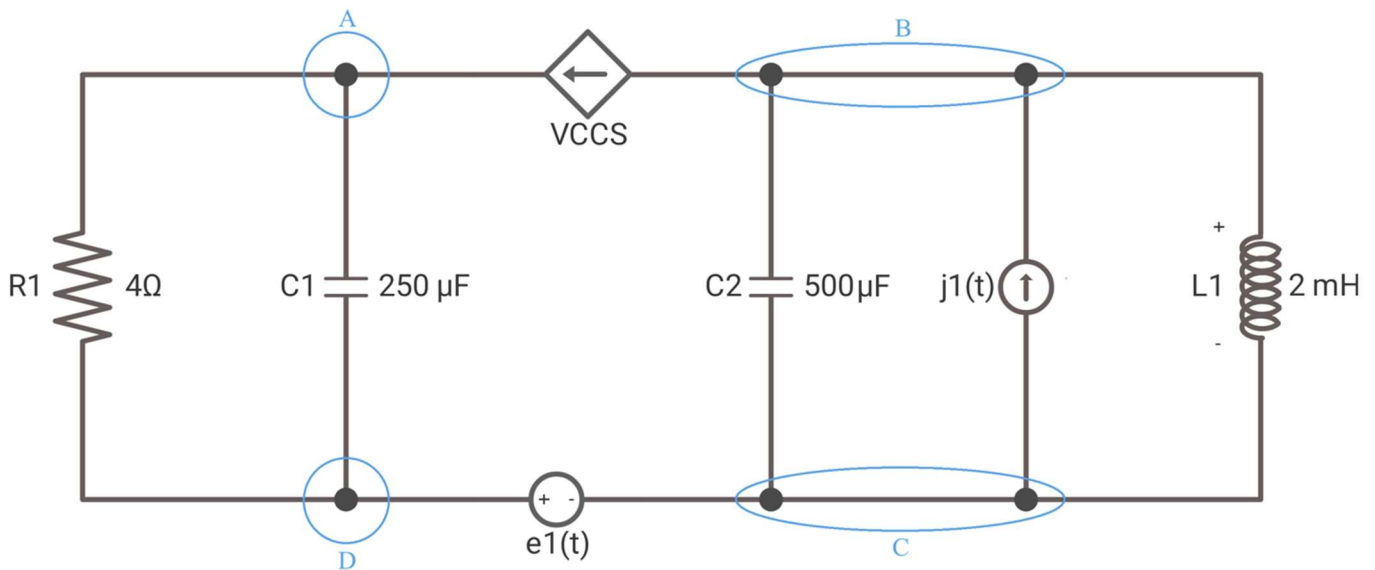 A
B
VCCS
+
R1 4Ω
C1 250 μF
C2 500μF
j1(t)
L1 2 mH
-
+ -
e1(t)
D
C